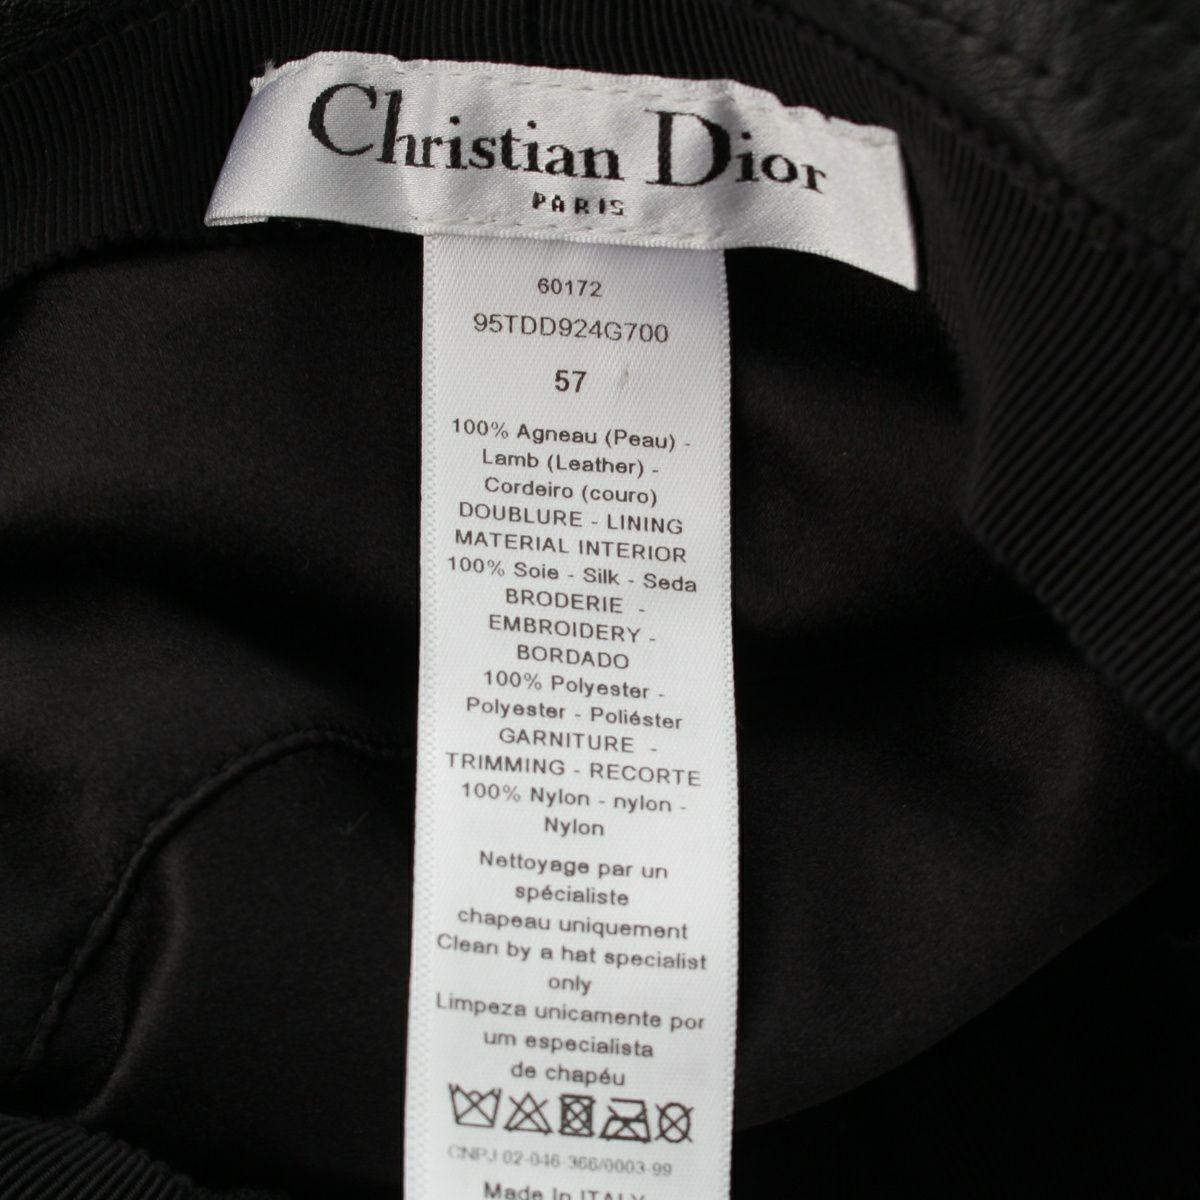 Christian Dior
PARIS
60172
95TDD924G700
57
100% Agneau (Peau) -
Lamb (Leather) -
Cordeiro (couro)
DOUBLURE - LINING
MATERIAL INTERIOR
100% Soie - Silk - Seda
BRODERIE -
EMBROIDERY -
BORDADO
100% Polyester -
Polyester - Poliéster
GARNITURE -
TRIMMING - RECORTE
100% Nylon - nylon -
Nylon
Nettoyage par un
spécialiste
chapeau uniquement
Clean by a hat specialist
only
Limpeza unicamente por
um especialista
de chapéu
CNPJ 02-046-366/0003-99
Made In ITALY